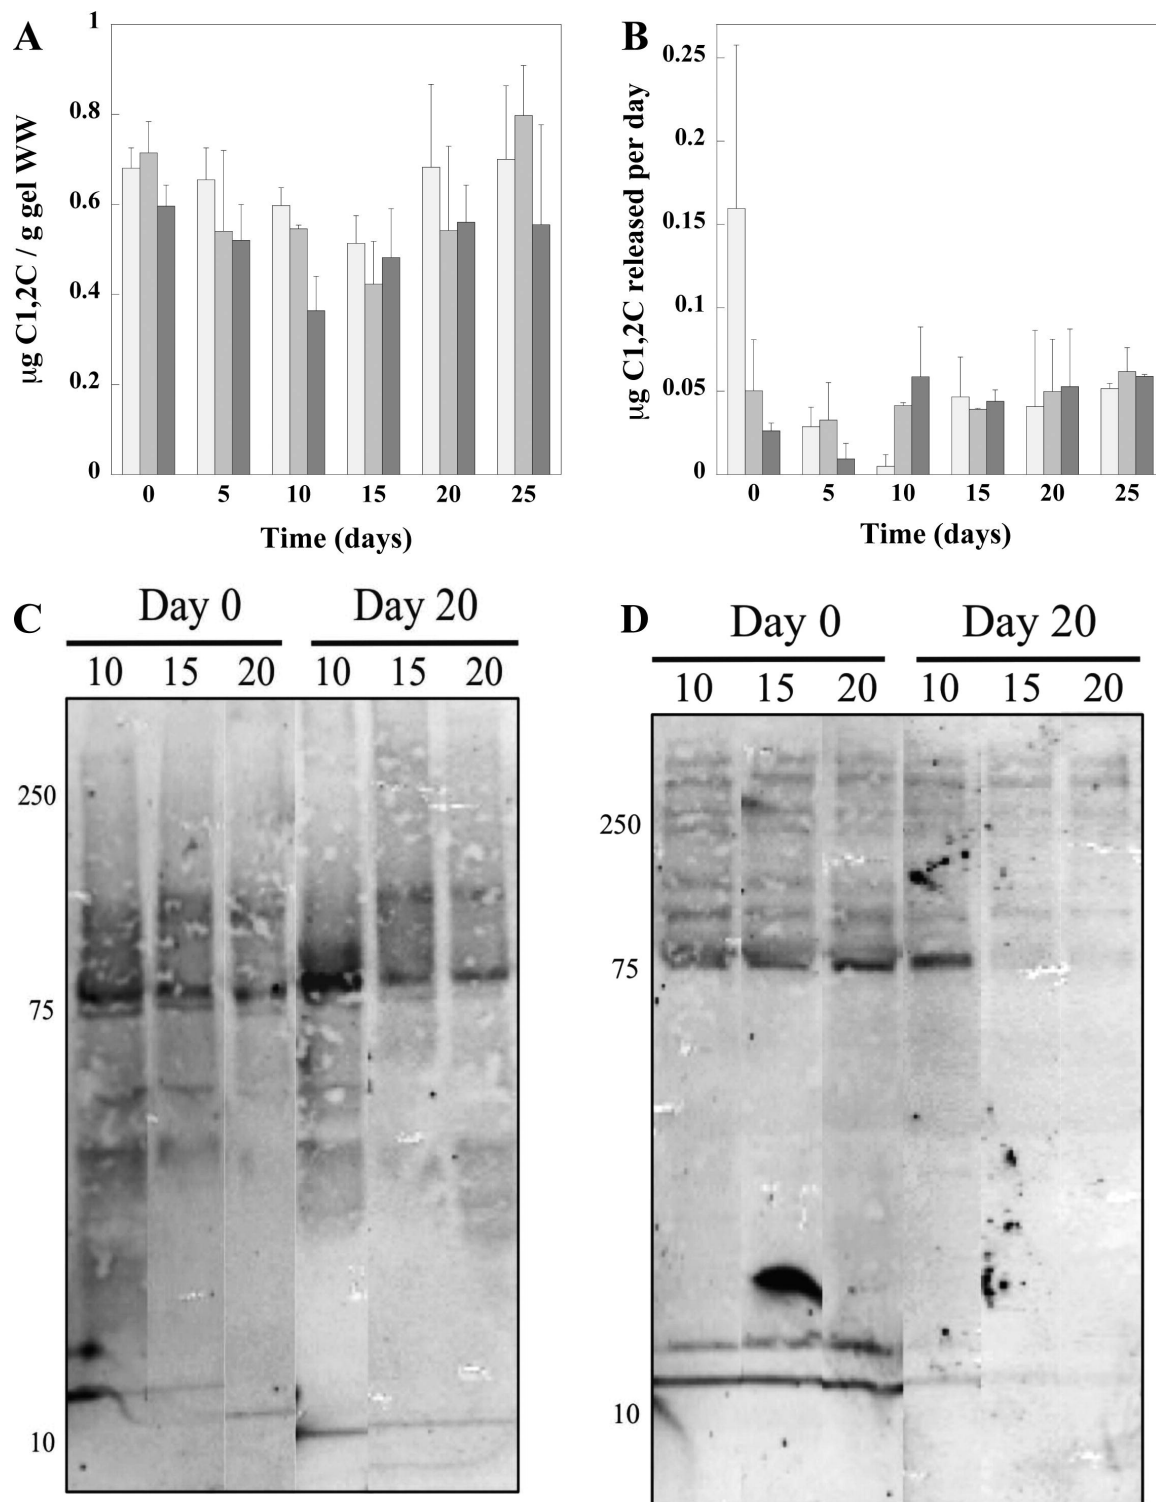 A
µg C1,2C / g gel WW
1
0.8
0.6
0.4
0.2
0
0 5 10 15 20 25
Time (days)
B
µg C1,2C released per day
0.25
0.2
0.15
0.1
0.05
0
0 5 10 15 20 25
Time (days)
C
Day 0 Day 20
10 15 20 10 15 20
250
75
10
D
Day 0 Day 20
10 15 20 10 15 20
250
75
10